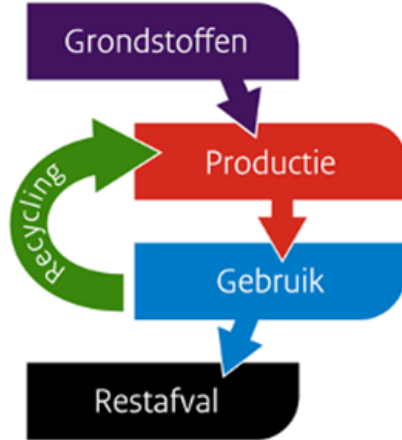 Grondstoffen
Productie
Recycling
Gebruik
Restafval